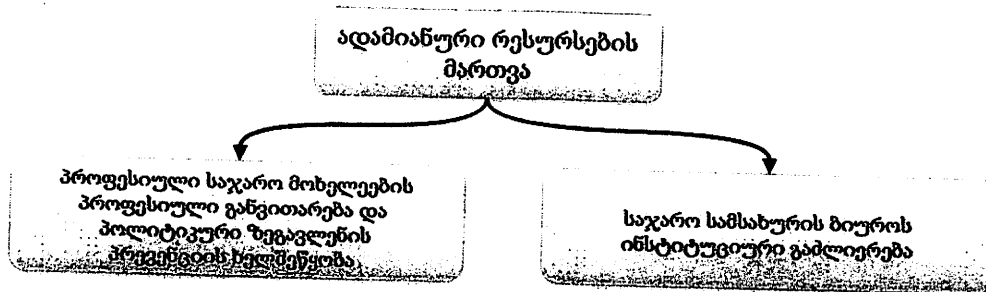 ადამიანური რესურსების
მართვა
პროფესიული საჯარო მოხელეების
პროფესიული განვითარება და
პოლიტიკური ზეგავლენის
პრევენციის ხელშეწყობა
საჯარო სამსახურის ბიუროს
ინსტიტუციური გაძლიერება